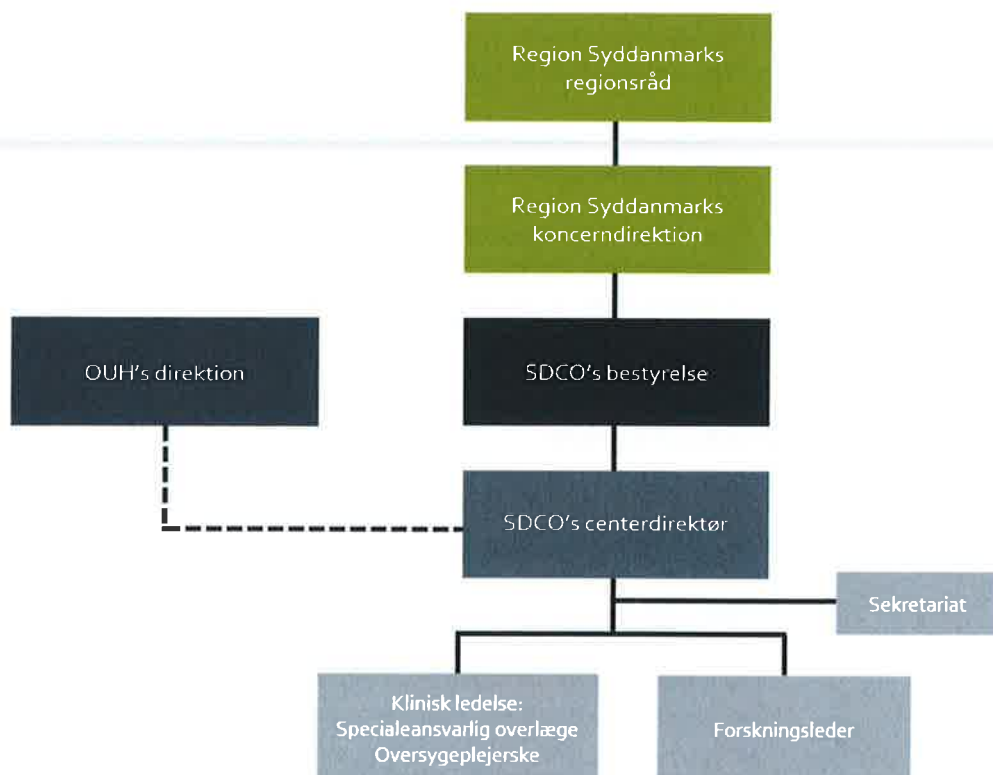 Region Syddanmarks
regionsråd
Region Syddanmarks
koncerndirektion
OUH's direktion
SDCO's bestyrelse
SDCO's centerdirektør
Sekretariat
Klinisk ledelse:
Specialeansvarlig overlæge
Oversygeplejerske
Forskningsleder